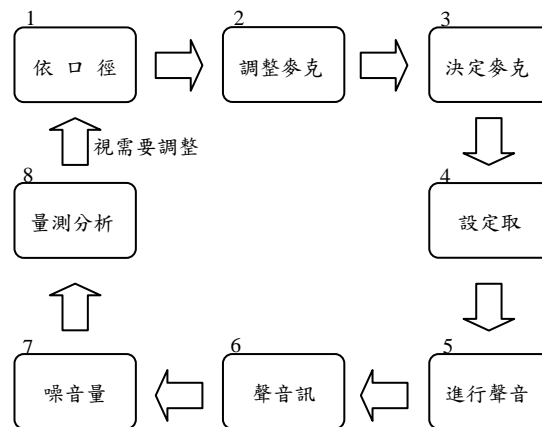 1
依 口 徑
2
調整麥克
3
決定麥克
視需要調整
8
量測分析
4
設定取
7
噪音量
6
聲音訊
5
進行聲音